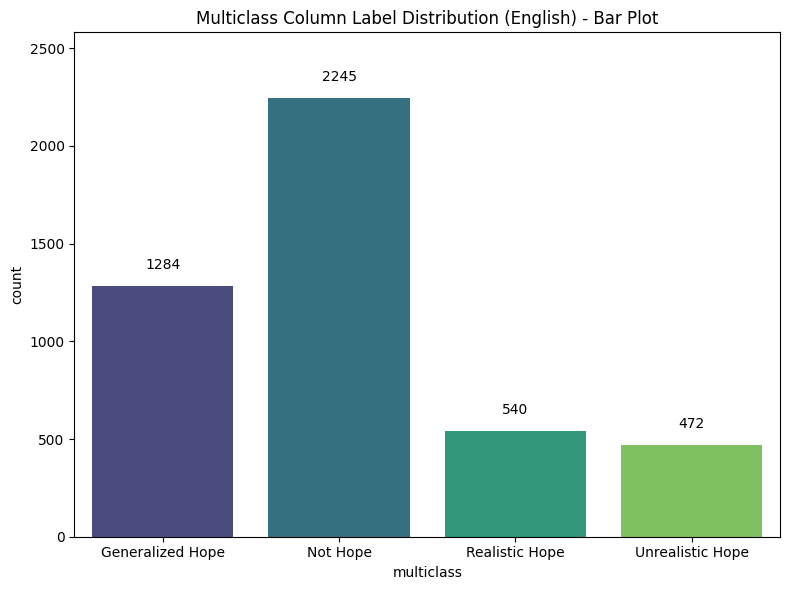 Multiclass Column Label Distribution (English) - Bar Plot
2500
2245
2000
1500
1284
count
1000
540
472
500
0
Generalized Hope Not Hope Realistic Hope Unrealistic Hope
multiclass